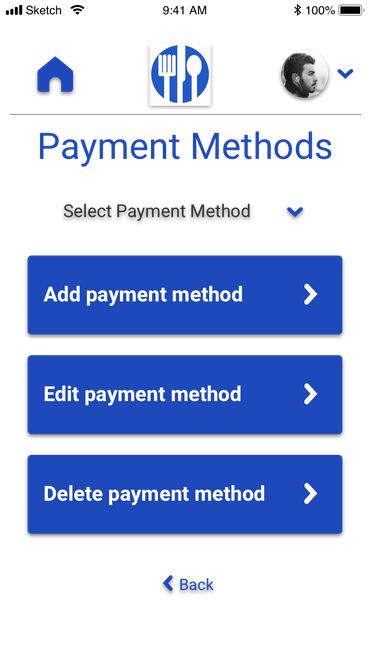 Sketch 9:41 AM 100%
Payment Methods
Select Payment Method
Add payment method
Edit payment method
Delete payment method
Back